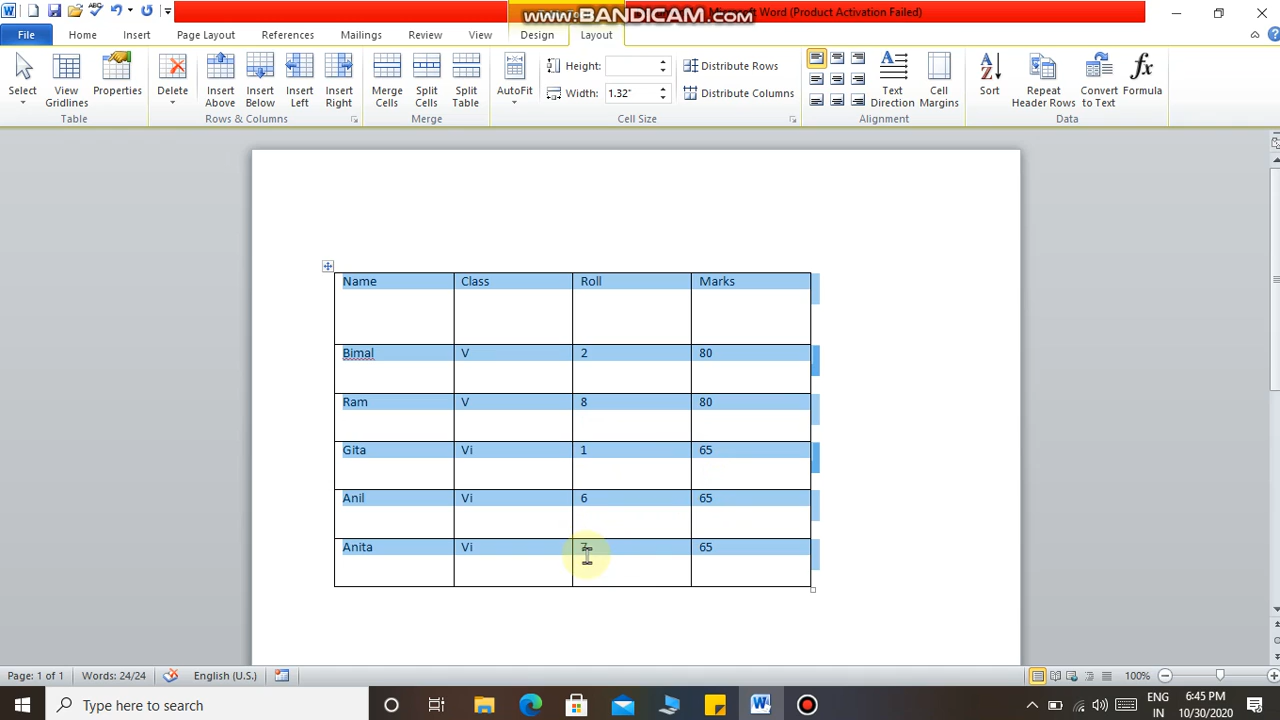 www.BANDICAM.com
Microsoft Word (Product Activation Failed)
File Home Insert Page Layout References Mailings Review View Design Layout
Select
View Gridlines
Properties
Table
Delete
Insert Above
Insert Below
Insert Left
Insert Right
Rows & Columns
Merge Cells
Split Cells
Split Table
Merge
AutoFit
Height:
Width: 1.32"
Distribute Rows
Distribute Columns
Cell Size
Text Direction
Cell Margins
Alignment
Sort
Repeat Header Rows
Convert to Text
Formula
Data
Name Class Roll Marks
Bimal V 2 80
Ram V 8 80
Gita Vi 1 65
Anil Vi 6 65
Anita Vi 7 65
Page: 1 of 1 Words: 24/24 English (U.S.) 100%
Type here to search
ENG IN
6:45 PM
10/30/2020